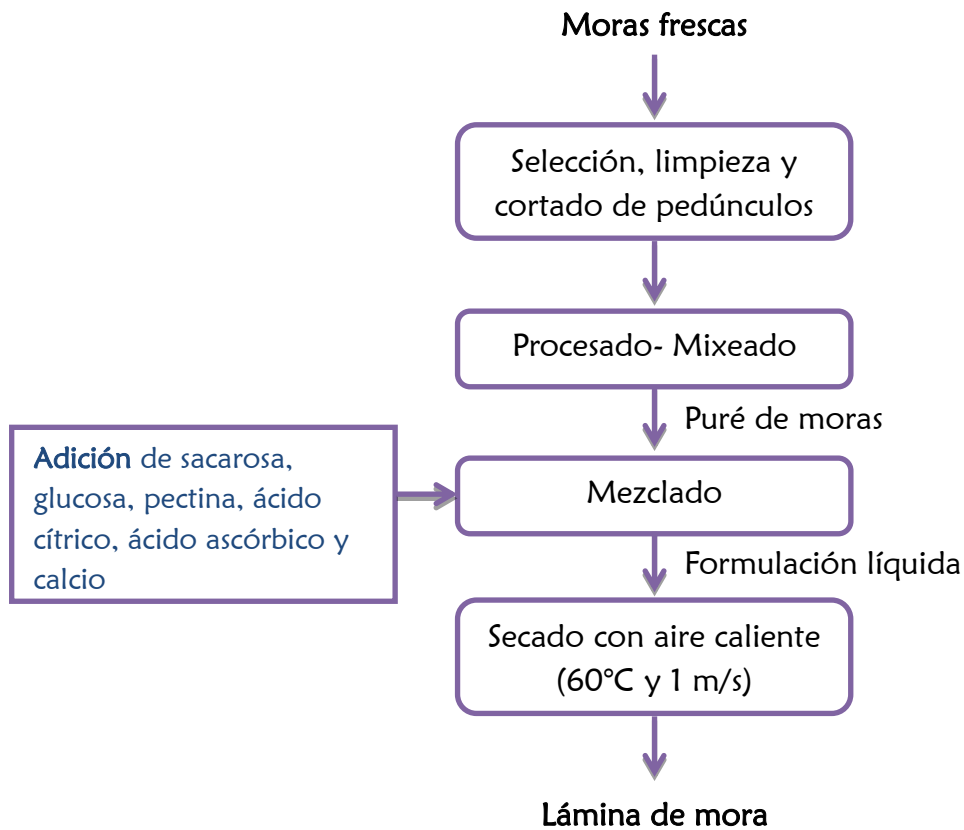 Moras frescas
Selección, limpieza y
cortado de pedúnculos
Procesado- Mixeado
Puré de moras
Adición de sacarosa,
glucosa, pectina, ácido
cítrico, ácido ascórbico y
calcio
Mezclado
Formulación líquida
Secado con aire caliente
(60°C y 1 m/s)
Lámina de mora